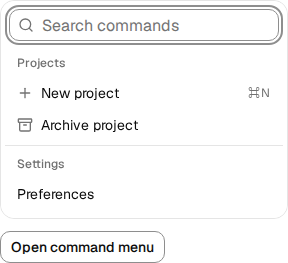 Search commands
Projects
New project ⌘N
Archive project
Settings
Preferences
Open command menu